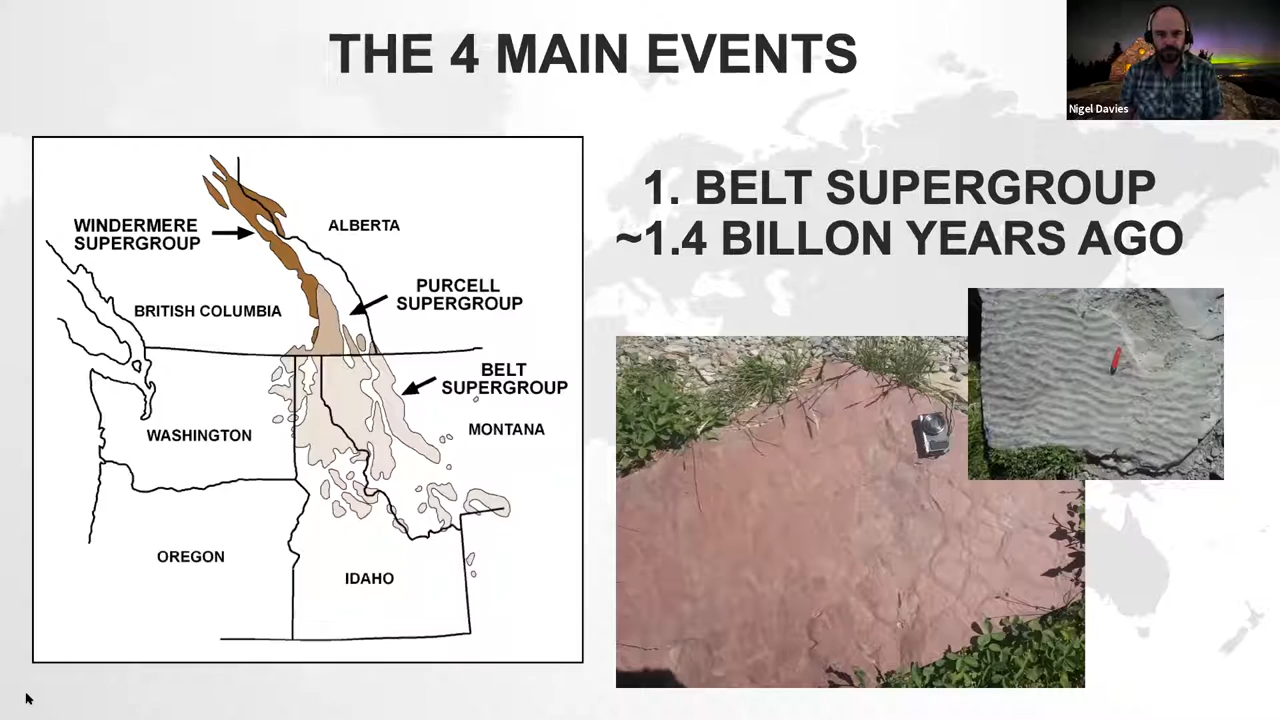 THE 4 MAIN EVENTS
Nigel Davies
WINDERMERE
SUPERGROUP
ALBERTA
PURCELL
SUPERGROUP
BRITISH COLUMBIA
BELT
SUPERGROUP
WASHINGTON
MONTANA
OREGON
IDAHO
1. BELT SUPERGROUP
~1.4 BILLON YEARS AGO